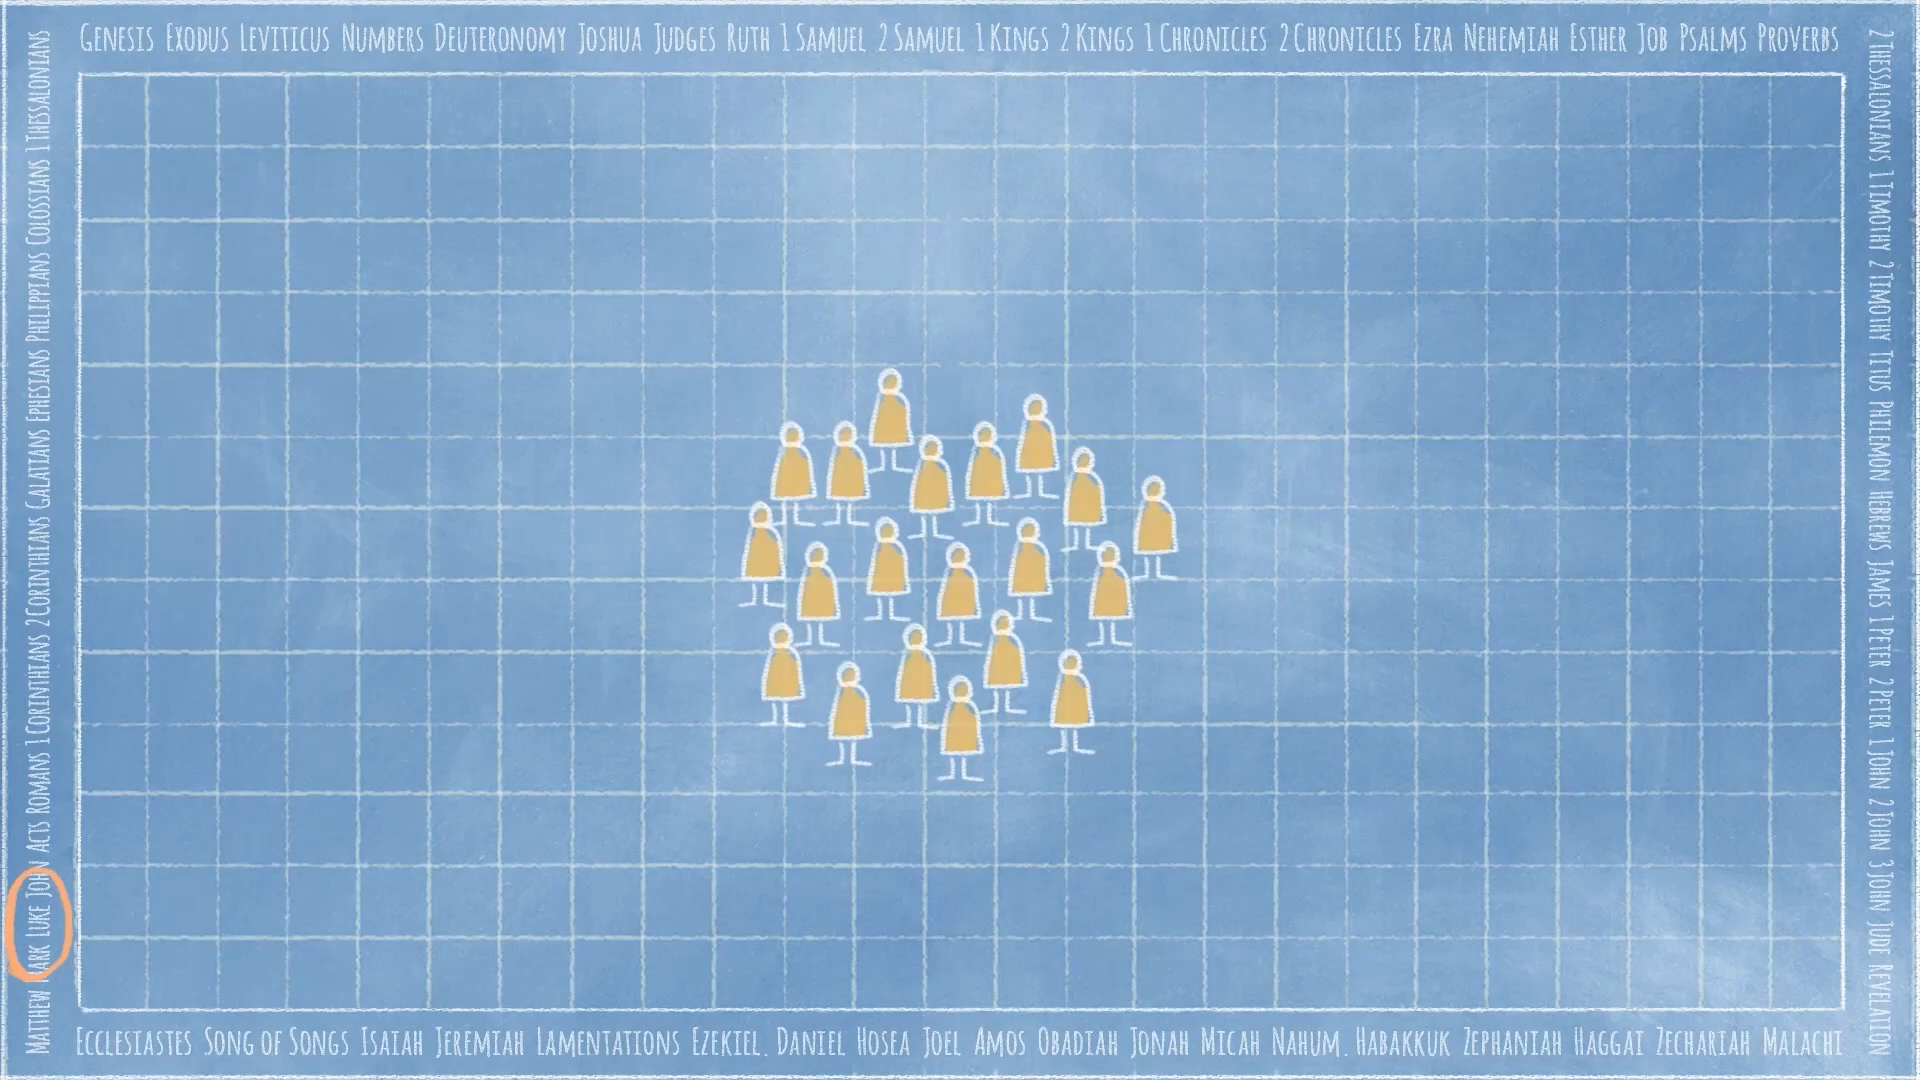 Genesis Exodus Leviticus Numbers Deuteronomy Joshua Judges Ruth 1 Samuel 2 Samuel 1 Kings 2 Kings 1 Chronicles 2 Chronicles Ezra Nehemiah Esther Job Psalms Proverbs
Ecclesiastes Song of Songs Isaiah Jeremiah Lamentations Ezekiel. Daniel Hosea Joel Amos Obadiah Jonah Micah Nahum. Habakkuk Zephaniah Haggai Zechariah Malachi
Matthew Mark Luke John Acts Romans 1 Corinthians 2 Corinthians Galatians Ephesians Philippians Colossians 1 Thessalonians
2 Thessalonians 1 Timothy 2 Timothy Titus Philemon Hebrews James 1 Peter 2 Peter 1 John 2 John 3 John Jude Revelation